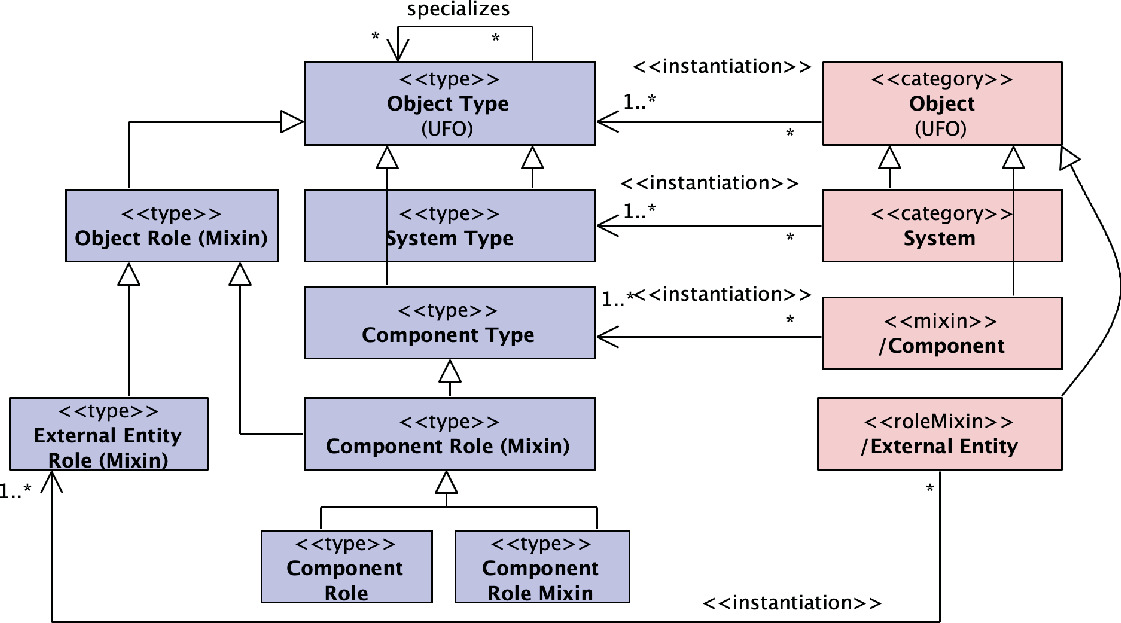 specializes
*
*
<<type>>
Object Type
(UFO)
<<instantiation>>
1..*
*
<<category>>
Object
(UFO)
<<type>>
Object Role (Mixin)
<<type>>
System Type
<<instantiation>>
1..*
*
<<category>>
System
<<type>>
Component Type
1..*
<<instantiation>>
*
<<mixin>>
/Component
<<type>>
External Entity
Role (Mixin)
<<type>>
Component Role (Mixin)
<<roleMixin>>
/External Entity
1..*
*
<<type>>
Component
Role
<<type>>
Component
Role Mixin
<<instantiation>>